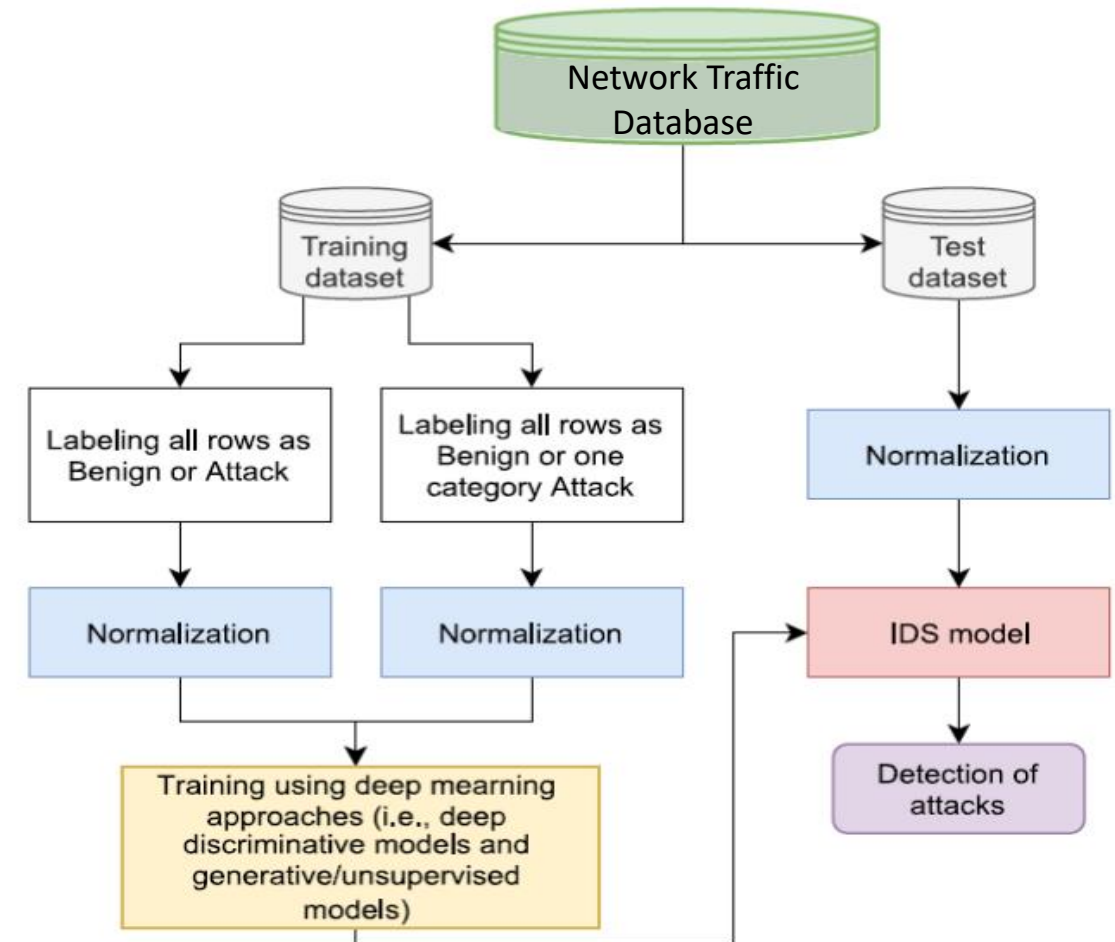 Network Traffic
Database
Training
dataset
Test
dataset
Labeling all rows as
Benign or Attack
Labeling all rows as
Benign or one
category Attack
Normalization
Normalization
Normalization
IDS model
Training using deep mearning
approaches (i.e., deep
discriminative models and
generative/unsupervised
models)
Detection of
attacks